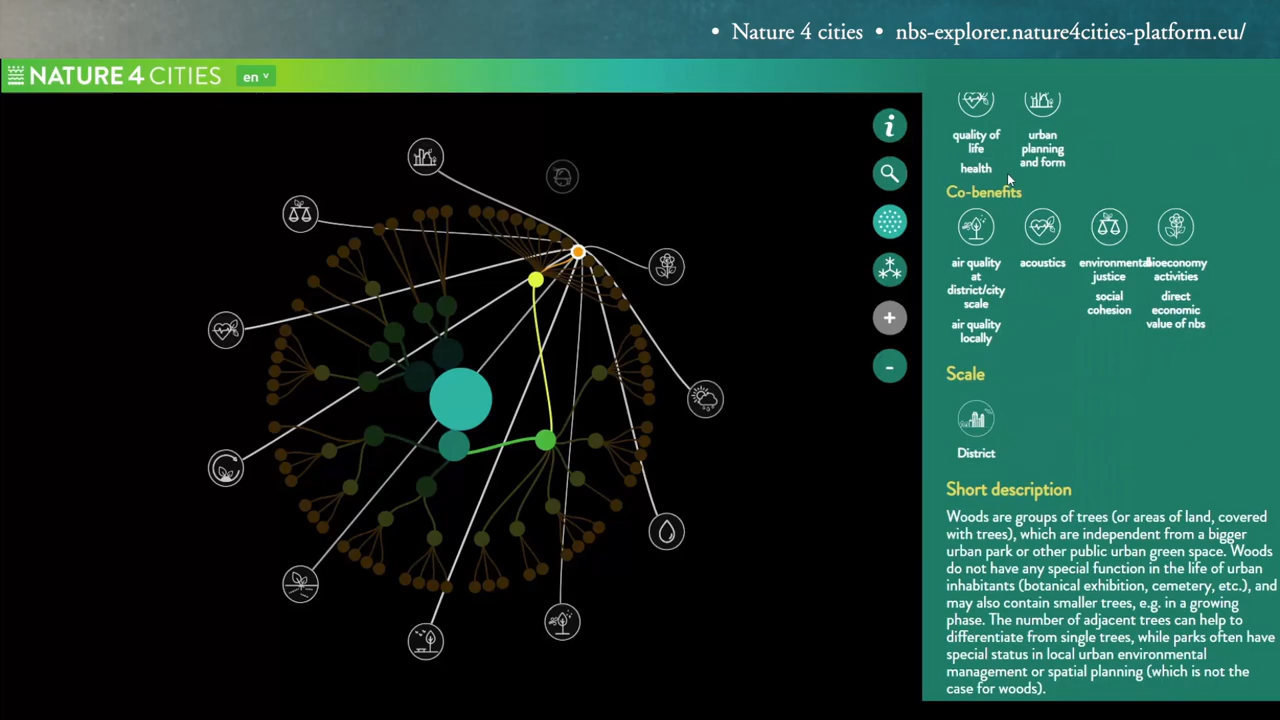 • Nature 4 cities • nbs-explorer.nature4cities-platform.eu/
NATURE 4 CITIES
en v
quality of
life
health
urban
planning
and form
Co-benefits
air quality
at
district/city
scale
air quality
locally
acoustics
environmental
justice
social
cohesion
bioeconomy
activities
direct
economic
value of nbs
Scale
District
Short description
Woods are groups of trees (or areas of land, covered
with trees), which are independent from a bigger
urban park or other public urban green space. Woods
do not have any special function in the life of urban
inhabitants (botanical exhibition, cemetery, etc.), and
may also contain smaller trees, e.g. in a growing
phase. The number of adjacent trees can help to
differentiate from single trees, while parks often have
special status in local urban environmental
management or spatial planning (which is not the
case for woods).